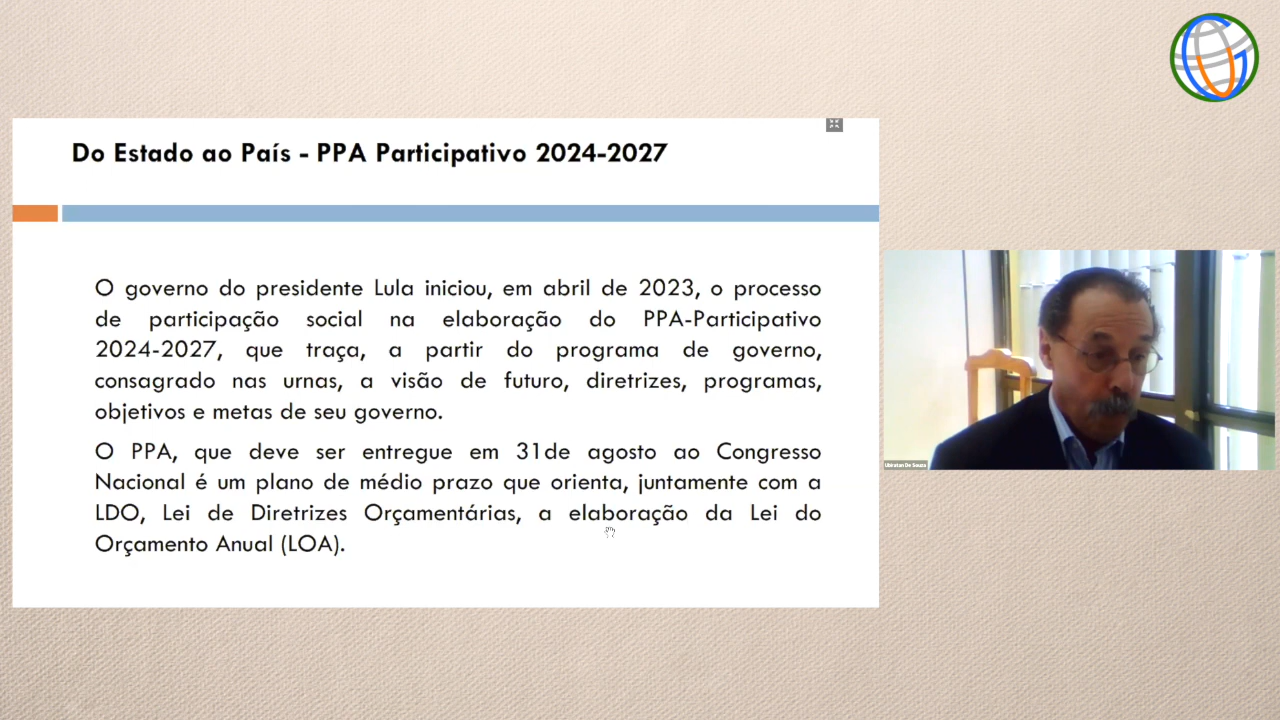 Do Estado ao País - PPA Participativo 2024-2027
O governo do presidente Lula iniciou, em abril de 2023, o processo
de participação social na elaboração do PPA-Participativo
2024-2027, que traça, a partir do programa de governo,
consagrado nas urnas, a visão de futuro, diretrizes, programas,
objetivos e metas de seu governo.
O PPA, que deve ser entregue em 31de agosto ao Congresso
Nacional é um plano de médio prazo que orienta, juntamente com a
LDO, Lei de Diretrizes Orçamentárias, a elaboração da Lei do
Orçamento Anual (LOA).
Ubiratan De Souza